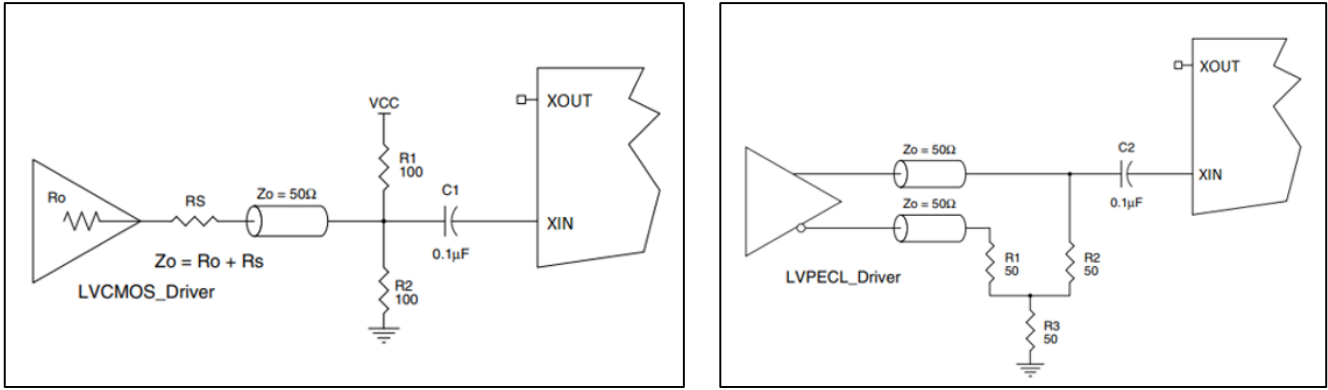 VCC
XOUT
R1
100
C1
Ro
RS
Zo = 50Ω
XIN
0.1µF
Zo = Ro + Rs
R2
100
LVCMOS_Driver
XOUT
Zo = 50Ω
C2
XIN
0.1µF
Zo = 50Ω
R1
50
R2
50
LVPECL_Driver
R3
50